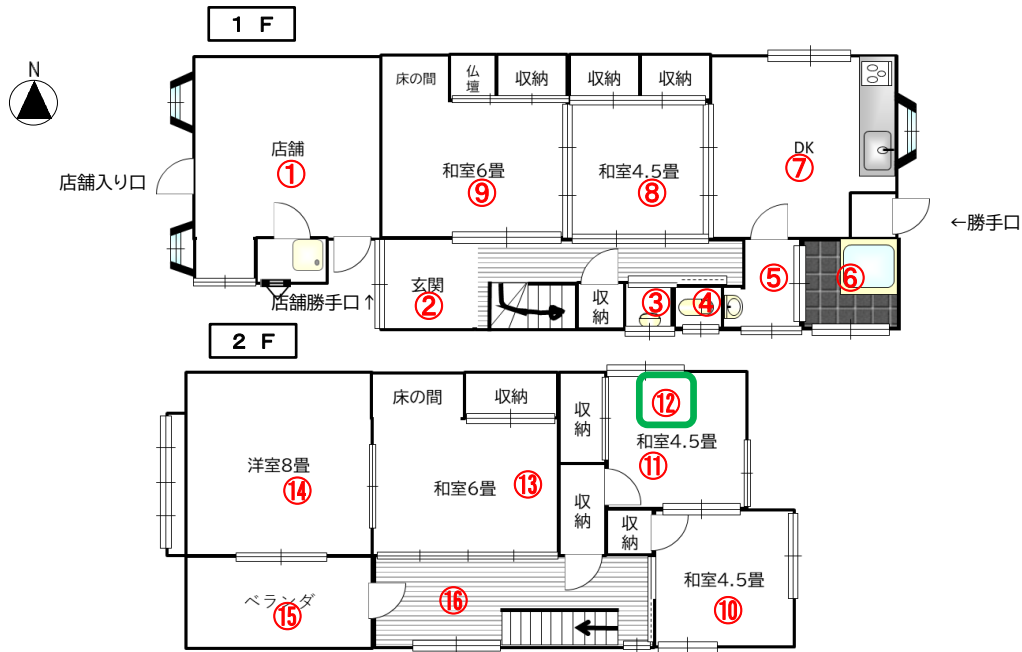 1 F
N
床の間
仏壇
収納
収納
収納
店舗
①
和室6畳
⑨
和室4.5畳
⑧
DK
⑦
店舗入り口
←勝手口
玄関
②
収納
③
④
⑤
⑥
店舗勝手口↑
2 F
床の間
収納
収納
⑫
和室4.5畳
⑪
洋室8畳
⑭
和室6畳
⑬
収納
収納
和室4.5畳
⑩
ベランダ
⑮
⑯